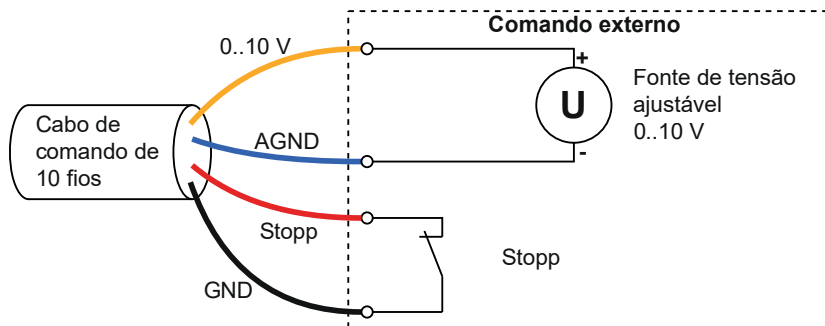 Comando externo
0..10 V
+
U
-
Fonte de tensão
ajustável
0..10 V
Cabo de
comando de
10 fios
AGND
Stopp
Stopp
GND